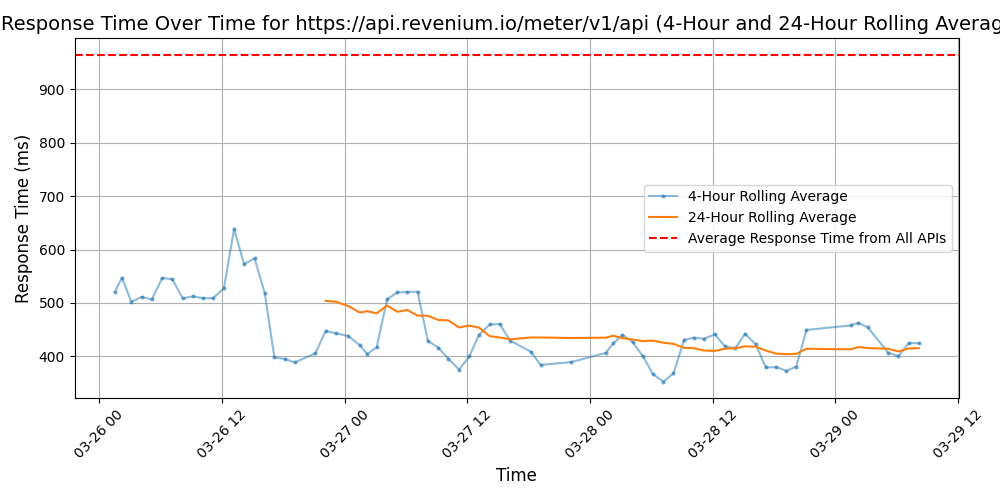 Response Time Over Time for https://api.revenium.io/meter/v1/api (4-Hour and 24-Hour Rolling Averag
Response Time (ms)
900
800
700
600
500
400
4-Hour Rolling Average
24-Hour Rolling Average
Average Response Time from All APIs
03-26 00
03-26 12
03-27 00
03-27 12
03-28 00
03-28 12
03-29 00
03-29 12
Time